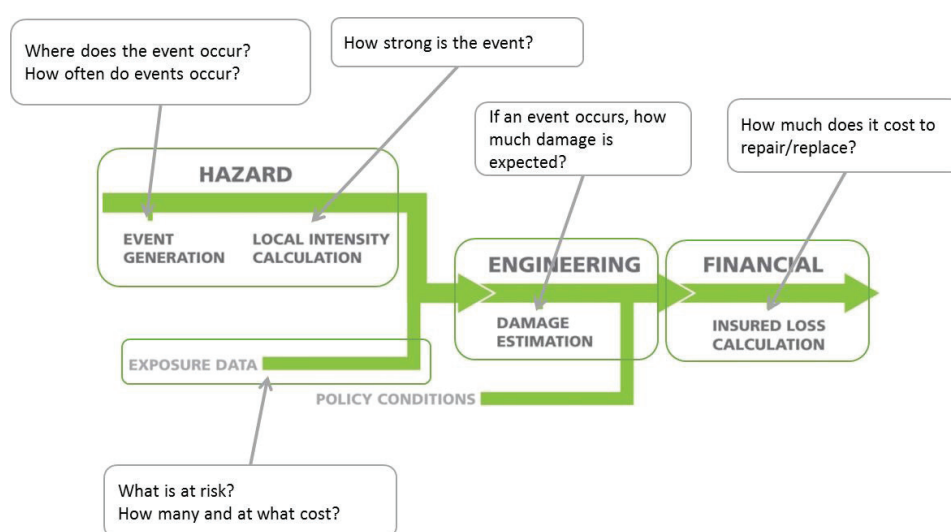 Where does the event occur?
How often do events occur?
How strong is the event?
If an event occurs, how
much damage is
expected?
How much does it cost to
repair/replace?
HAZARD
EVENT
GENERATION
LOCAL INTENSITY
CALCULATION
ENGINEERING
DAMAGE
ESTIMATION
FINANCIAL
INSURED LOSS
CALCULATION
EXPOSURE DATA
POLICY CONDITIONS
What is at risk?
How many and at what cost?